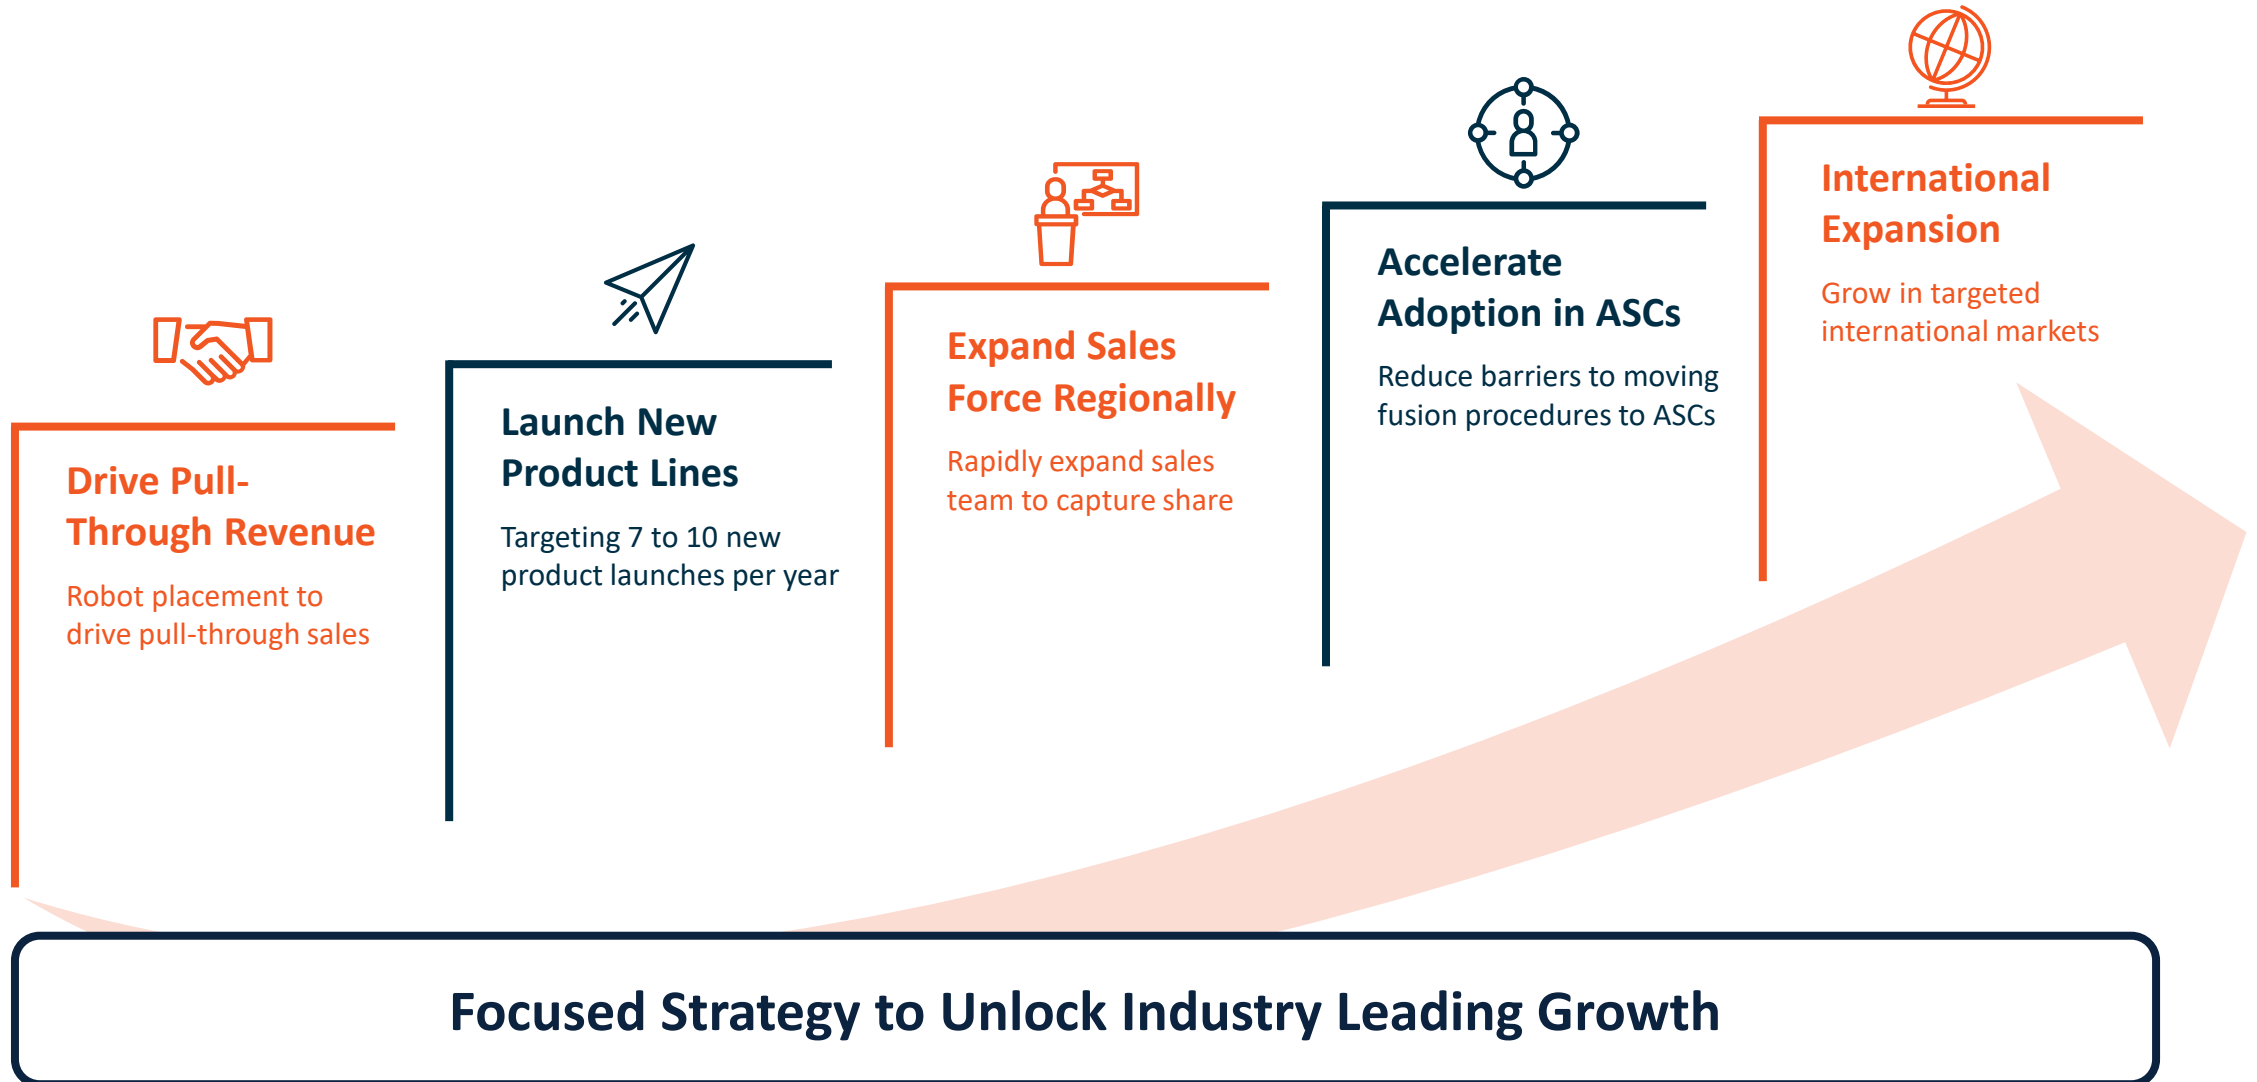 Drive Pull-
Through Revenue
Robot placement to
drive pull-through sales
Launch New
Product Lines
Targeting 7 to 10 new
product launches per year
Expand Sales
Force Regionally
Rapidly expand sales
team to capture share
Accelerate
Adoption in ASCs
Reduce barriers to moving
fusion procedures to ASCs
International
Expansion
Grow in targeted
international markets
Focused Strategy to Unlock Industry Leading Growth